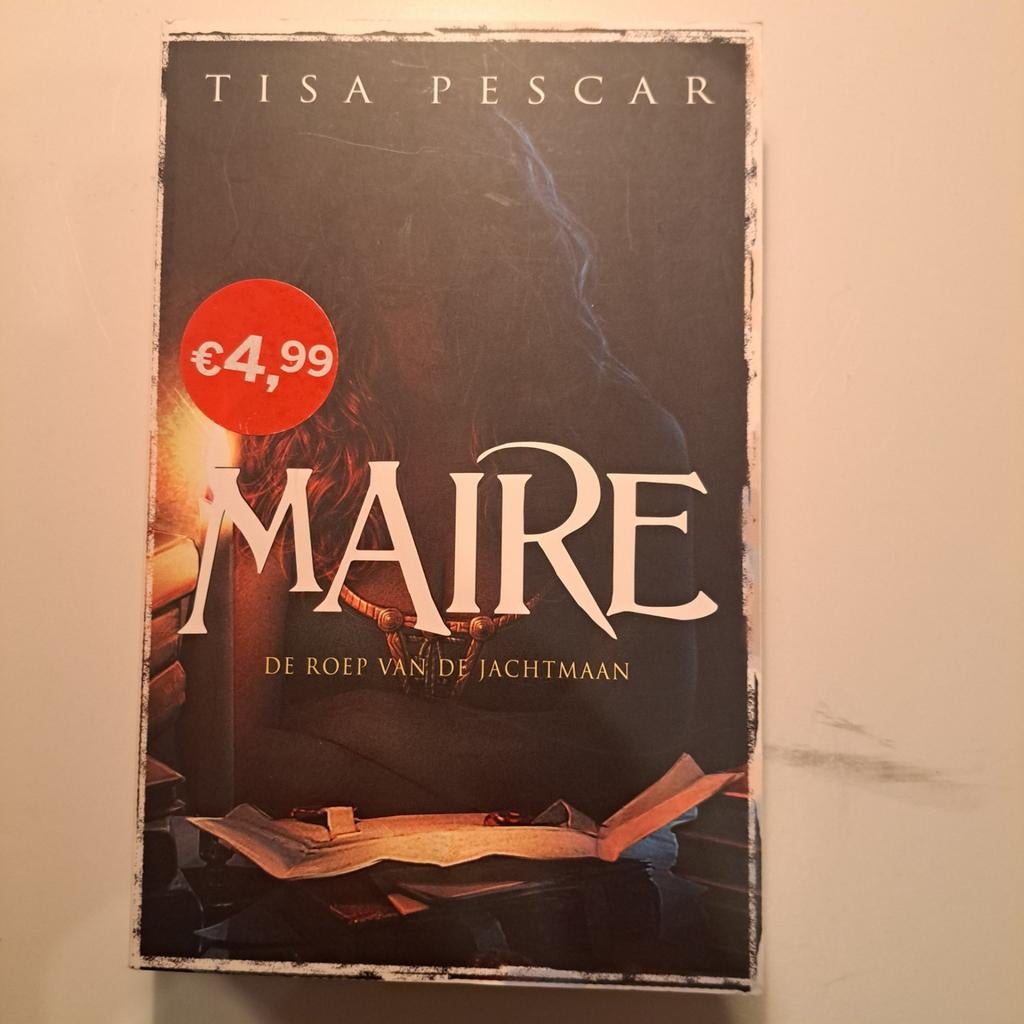 TISA PESCAR
€4,99
MAIRE
DE ROEP VAN DE JACHTMAAN